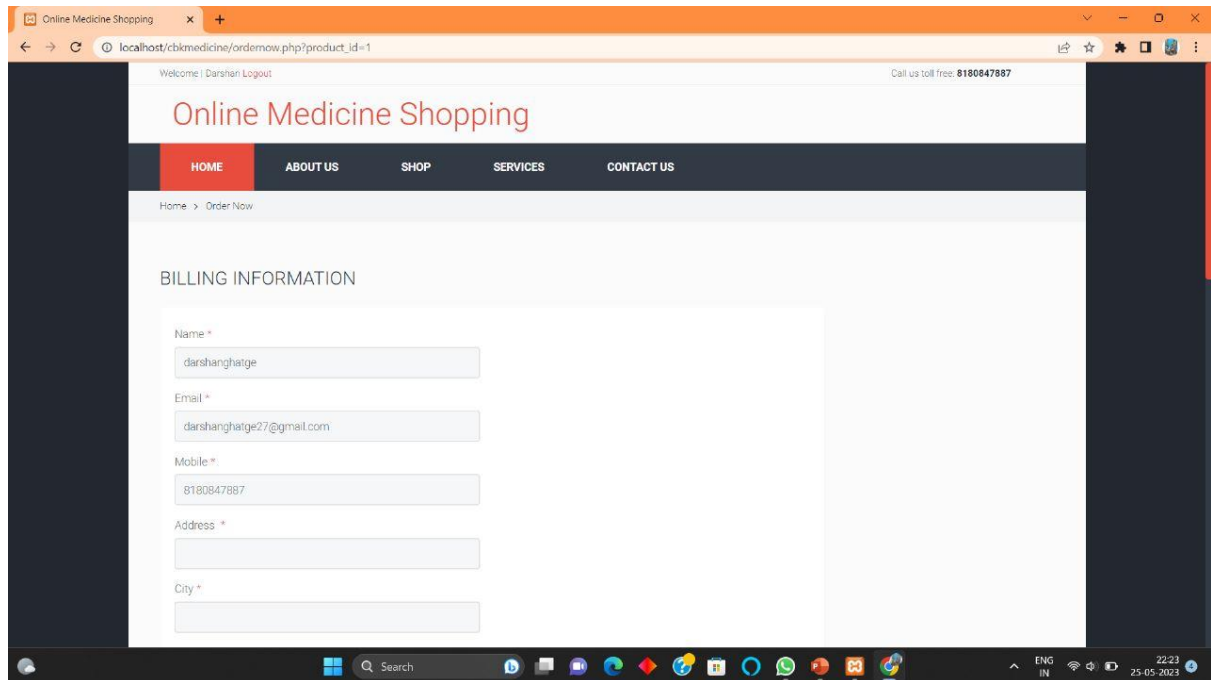 Online Medicine Shopping
localhost/cbkmedicine/ordernow.php?product_id=1
Welcome | Darshan Logout
Call us toll free: 8180847887
Online Medicine Shopping
HOME ABOUT US SHOP SERVICES CONTACT US
Home > Order Now
BILLING INFORMATION
Name *
darshanghatge
Email *
darshanghatge27@gmail.com
Mobile *
8180847887
Address *
City *
Search
ENG
IN
22:23
25-05-2023
4